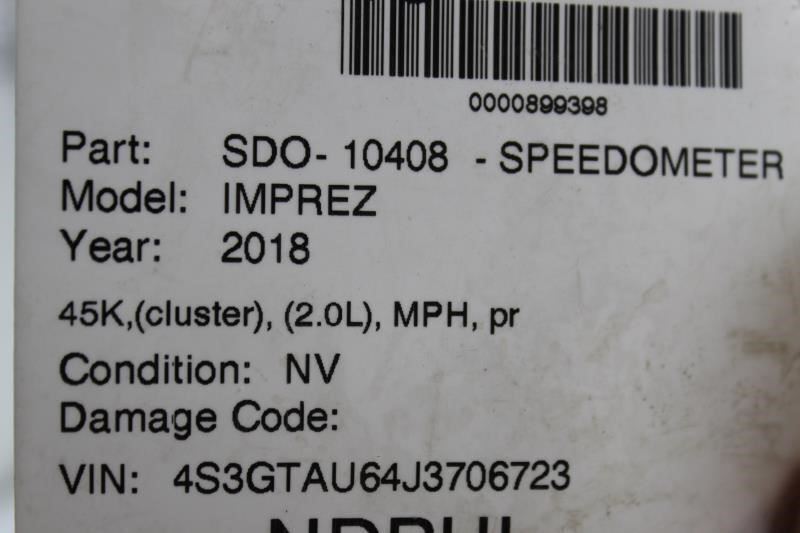 0000899398
Part: SDO- 10408 - SPEEDOMETER
Model: IMPREZ
Year: 2018
45K,(cluster), (2.0L), MPH, pr
Condition: NV
Damage Code:
VIN: 4S3GTAU64J3706723